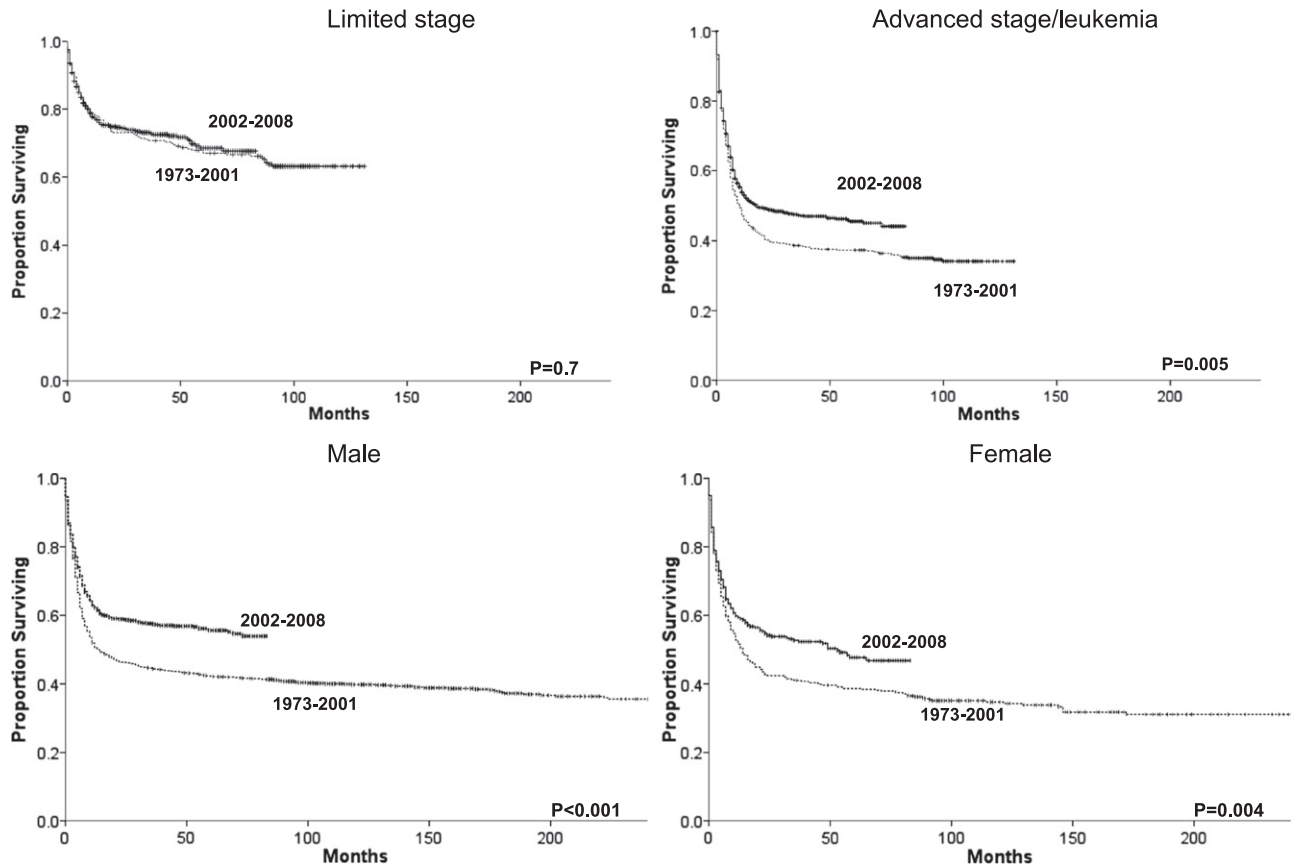 Limited stage
Proportion Surviving
1.0
0.8
0.6
0.4
0.2
0.0
2002-2008
1973-2001
P=0.7
0 50 100 150 200
Months
Advanced stage/leukemia
Proportion Surviving
1.0
0.8
0.6
0.4
0.2
0.0
2002-2008
1973-2001
P=0.005
0 50 100 150 200
Months
Male
Proportion Surviving
1.0
0.8
0.6
0.4
0.2
0.0
2002-2008
1973-2001
P<0.001
0 50 100 150 200
Months
Female
Proportion Surviving
1.0
0.8
0.6
0.4
0.2
0.0
2002-2008
1973-2001
P=0.004
0 50 100 150 200
Months